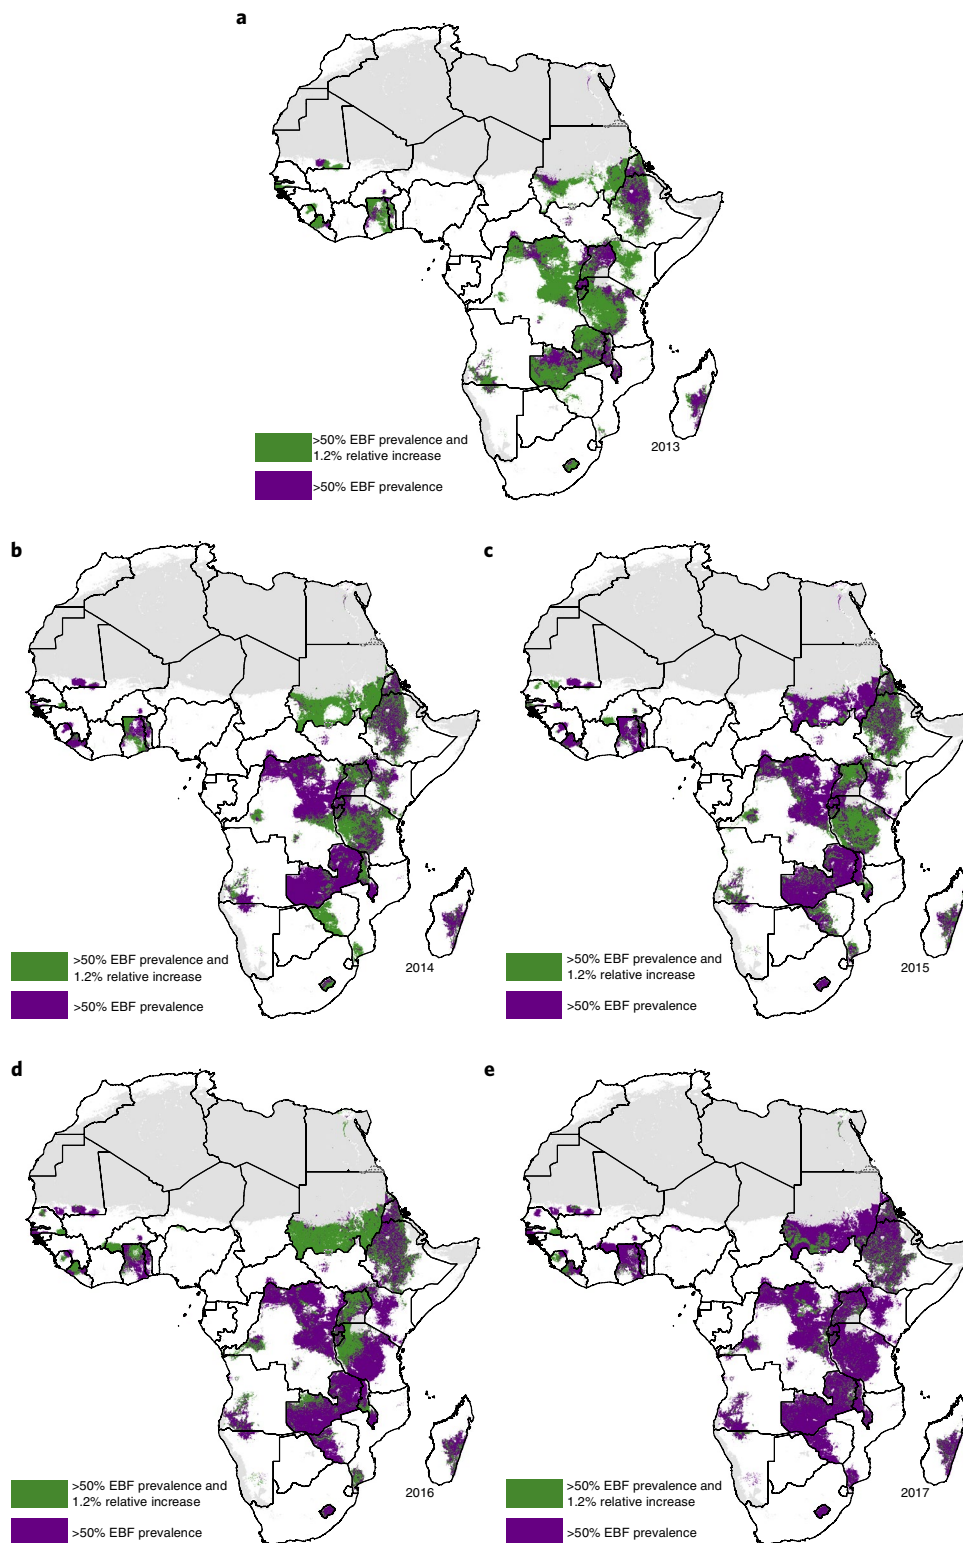 a
>50% EBF prevalence and
1.2% relative increase
>50% EBF prevalence
2013
b
>50% EBF prevalence and
1.2% relative increase
>50% EBF prevalence
2014
c
>50% EBF prevalence and
1.2% relative increase
>50% EBF prevalence
2015
d
>50% EBF prevalence and
1.2% relative increase
>50% EBF prevalence
2016
e
>50% EBF prevalence and
1.2% relative increase
>50% EBF prevalence
2017